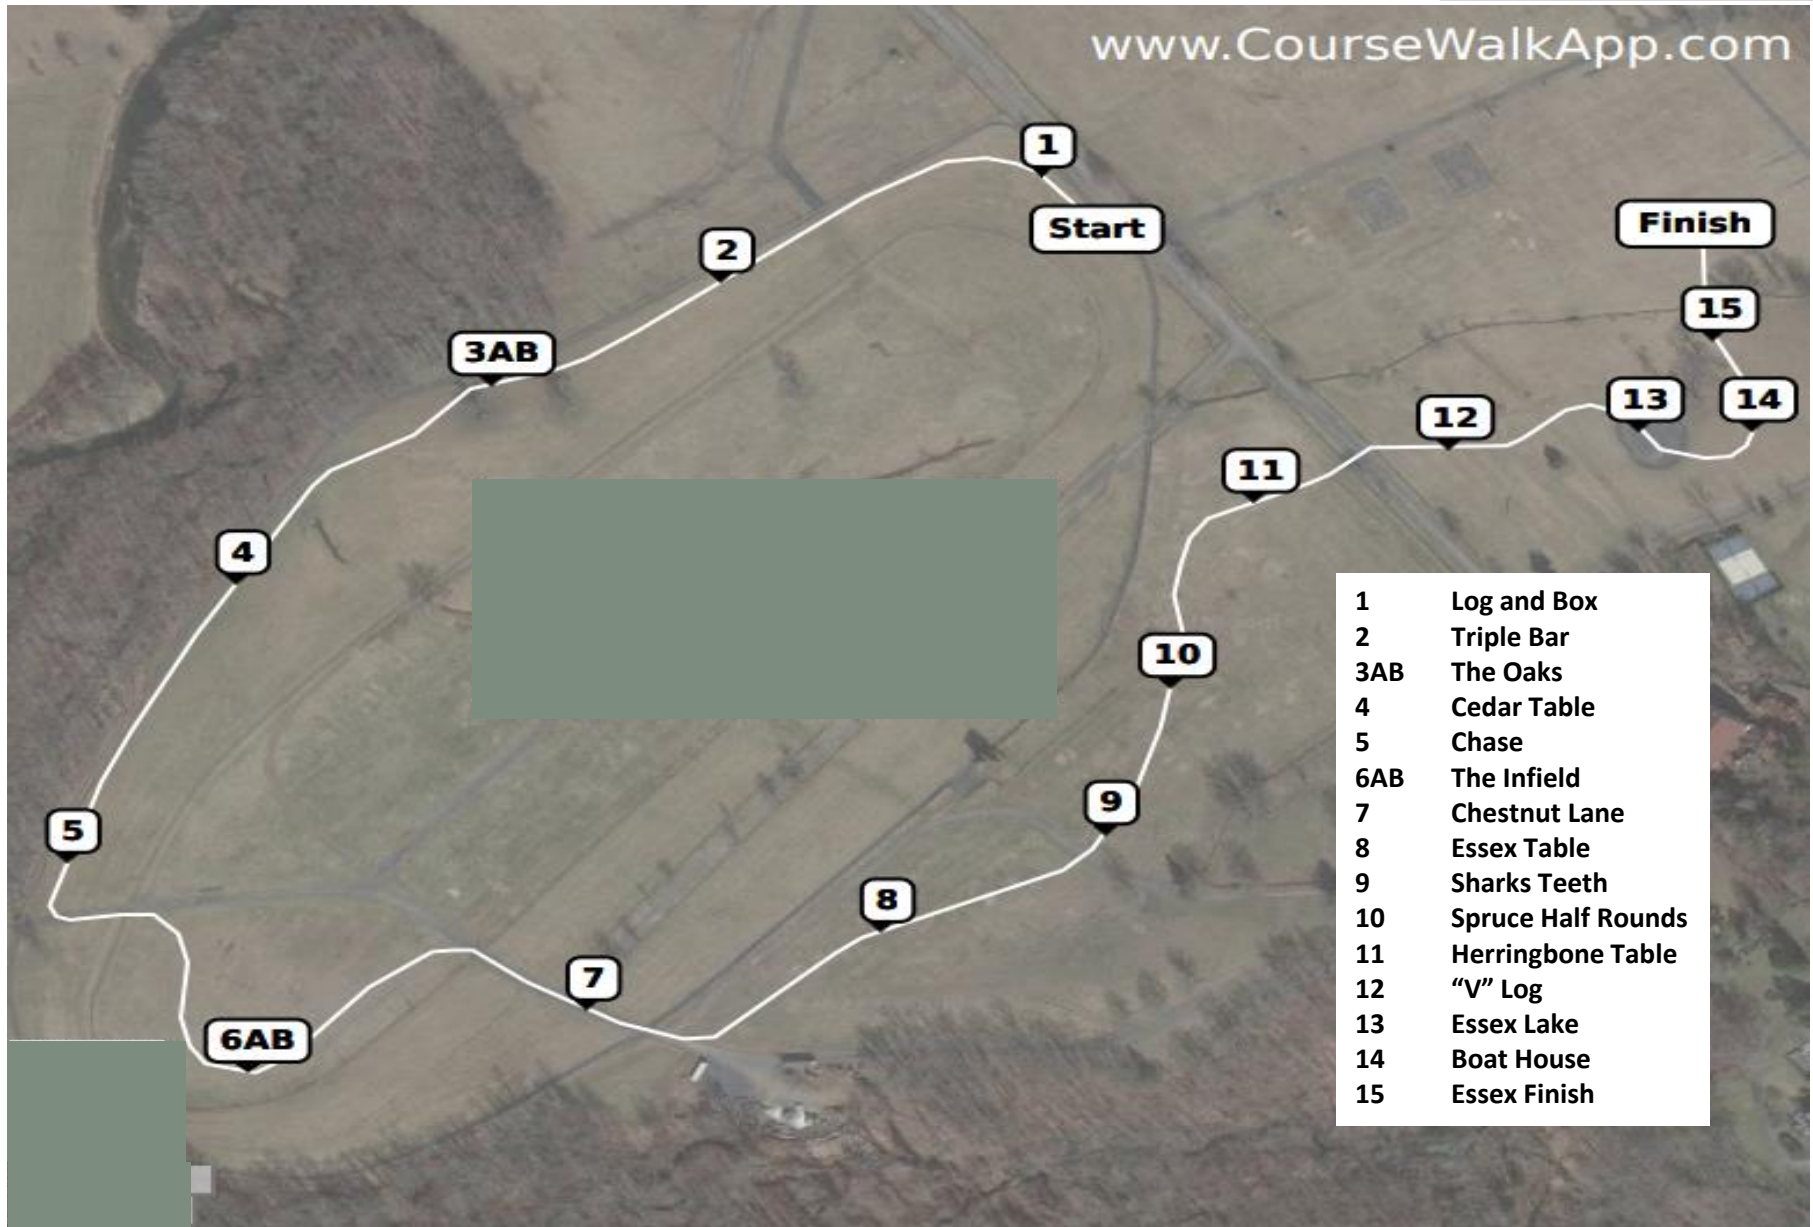 www.CourseWalkApp.com
1
Start
2
Finish
15
3AB
13
14
12
11
4
10
9
5
8
7
6AB
1 Log and Box
2 Triple Bar
3AB The Oaks
4 Cedar Table
5 Chase
6AB The Infield
7 Chestnut Lane
8 Essex Table
9 Sharks Teeth
10 Spruce Half Rounds
11 Herringbone Table
12 “V” Log
13 Essex Lake
14 Boat House
15 Essex Finish